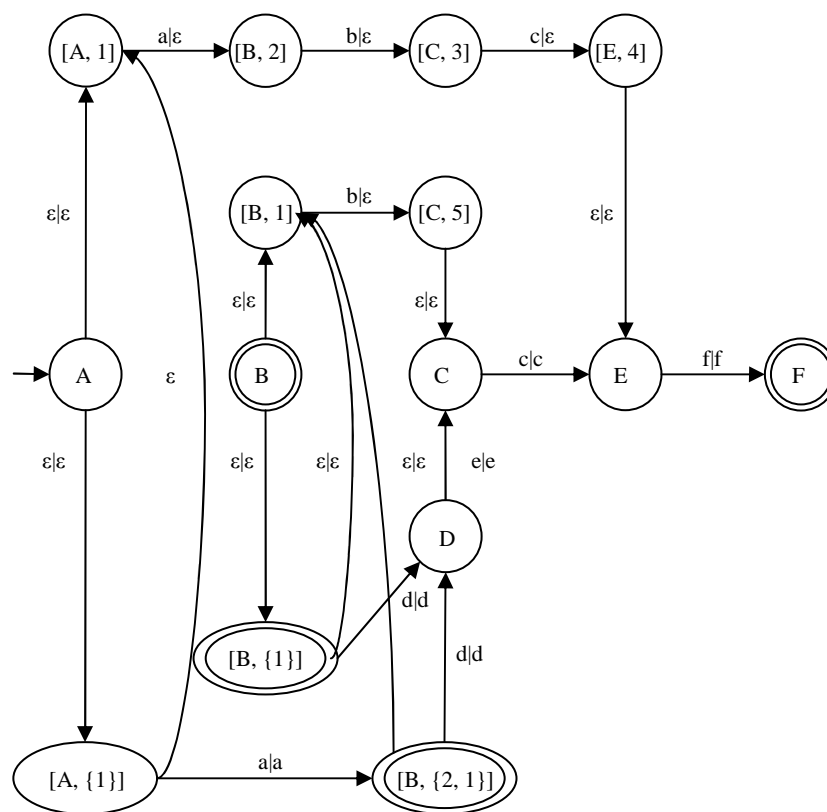 [A, 1] a|ε [B, 2] b|ε [C, 3] c|ε [E, 4]
ε|ε [B, 1] b|ε [C, 5] ε|ε
ε|ε ε|ε
A ε B C c|c E f|f F
ε|ε ε|ε ε|ε ε|ε e|e
D
d|d
[B, {1}] d|d
[A, {1}] a|a [B, {2, 1}]